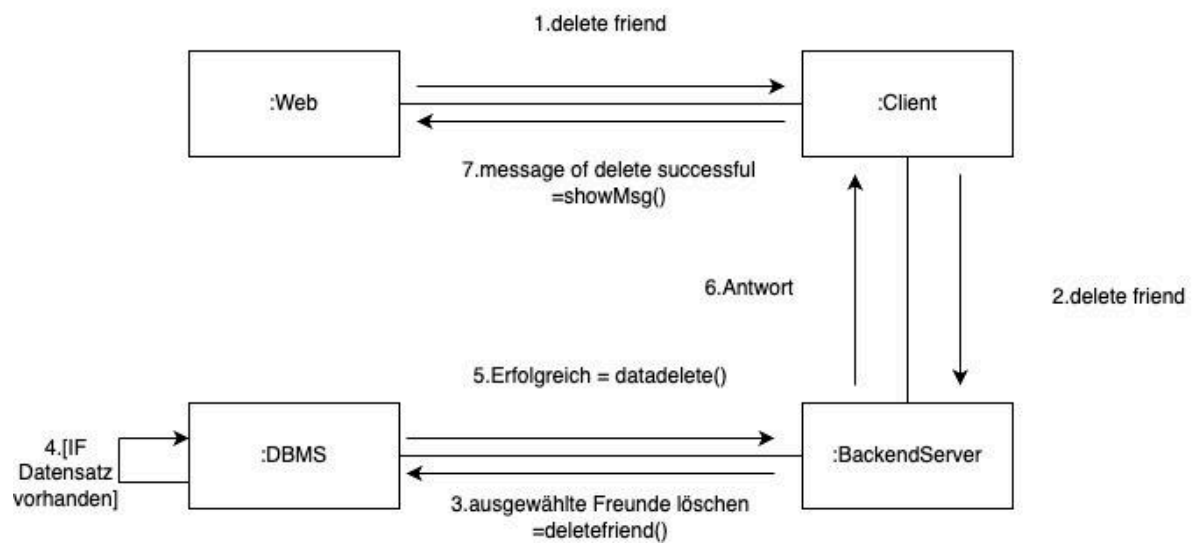 1.delete friend
:Web
:Client
7.message of delete successful
=showMsg()
6.Antwort
2.delete friend
5.Erfolgreich = datadelete()
4.[IF
Datensatz
vorhanden]
:DBMS
:BackendServer
3.ausgewählte Freunde löschen
=deletefriend()